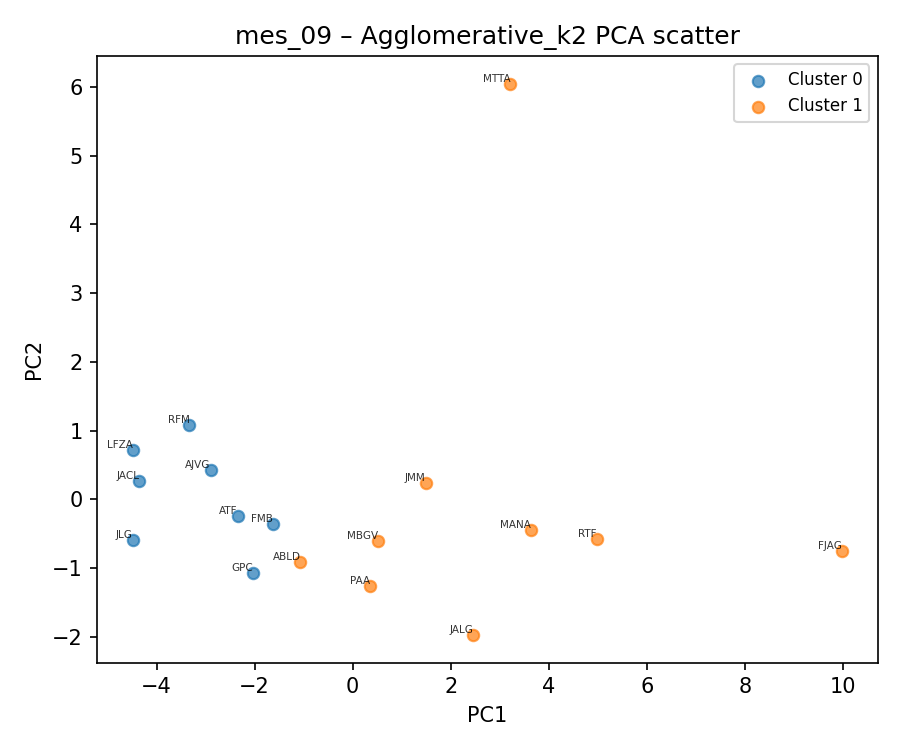 mes_09 – Agglomerative_k2 PCA scatter
Cluster 0
Cluster 1
MTTA
RFM
LFZA
AJVG
JACL
JMM
ATF
FMB
MANA
JLG
MBGV
RTF
FJAG
ABLD
GPC
PAA
JALG
6
5
4
3
2
1
0
−1
−2
PC2
−4
−2
0
2
4
6
8
10
PC1